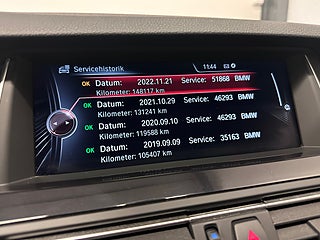 Servicehistorik 11:44
OK Datum: 2022.11.21 Service: 51868 BMW
Kilometer: 148117 km
OK Datum: 2021.10.29 Service: 46293 BMW
Kilometer: 131241 km
OK Datum: 2020.09.10 Service: 46293 BMW
Kilometer: 119588 km
OK Datum: 2019.09.09 Service: 35163 BMW
Kilometer: 105407 km